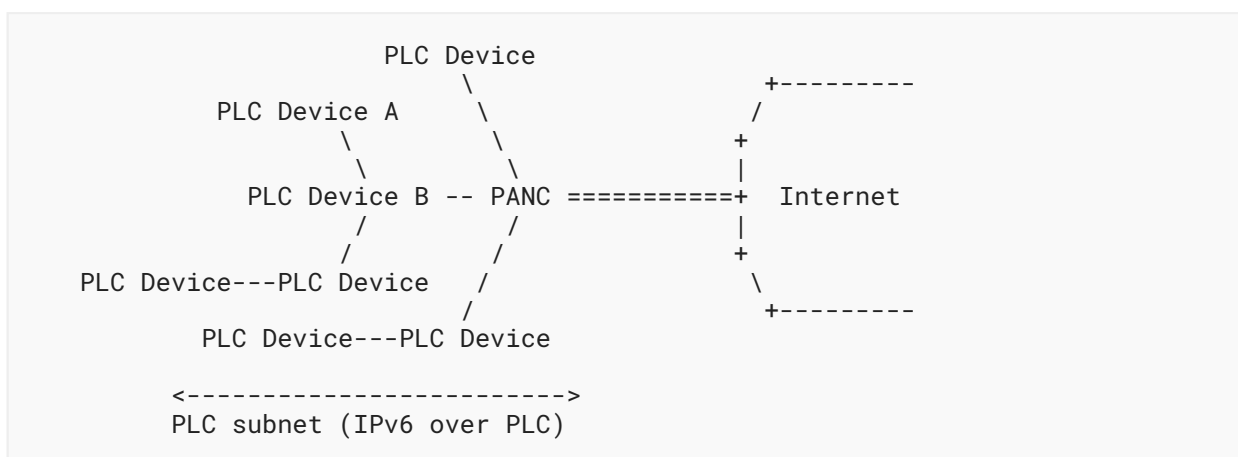 PLC Device
PLC Device A
PLC Device B -- PANC ===========+ Internet
PLC Device---PLC Device
PLC Device---PLC Device
<------------------------->
PLC subnet (IPv6 over PLC)